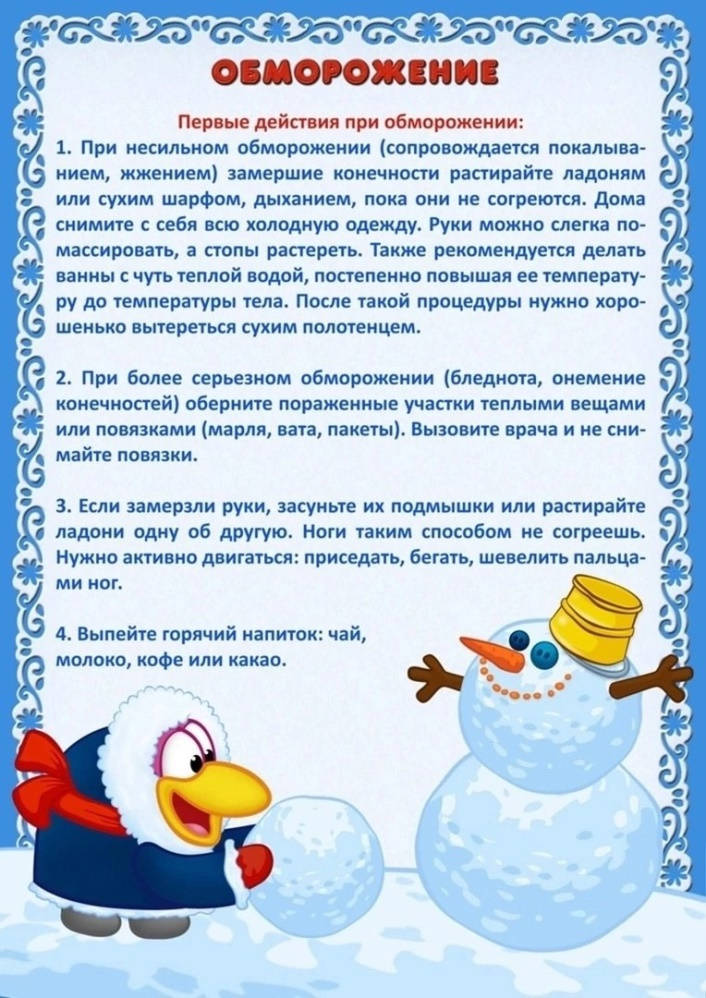 ОБМОРОЖЕНИЕ
Первые действия при обморожении:
1. При несильном обморожении (сопровождается покалыва-
нием, жжением) замершие конечности растирайте ладоням
или сухим шарфом, дыханием, пока они не согреются. Дома
снимите с себя всю холодную одежду. Руки можно слегка по-
массировать, а стопы растереть. Также рекомендуется делать
ванны с чуть теплой водой, постепенно повышая ее температу-
ру до температуры тела. После такой процедуры нужно хоро-
шенько вытереться сухим полотенцем.
2. При более серьезном обморожении (бледнота, онемение
конечностей) оберните пораженные участки теплыми вещами
или повязками (марля, вата, пакеты). Вызовите врача и не сни-
майте повязки.
3. Если замерзли руки, засуньте их подмышки или растирайте
ладони одну об другую. Ноги таким способом не согреешь.
Нужно активно двигаться: приседать, бегать, шевелить пальца-
ми ног.
4. Выпейте горячий напиток: чай,
молоко, кофе или какао.